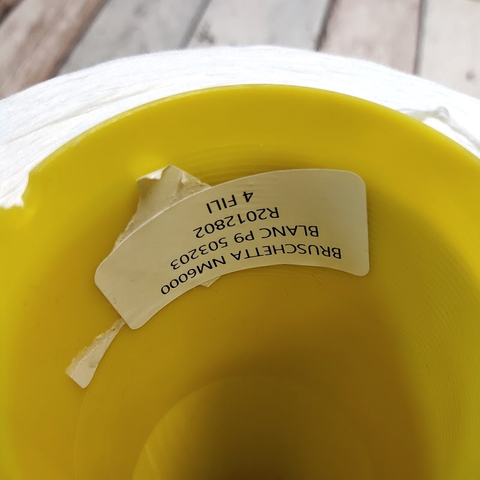 BRUSCHETTA NM6000
BLANC P9 503203
R2012802
4 FILI